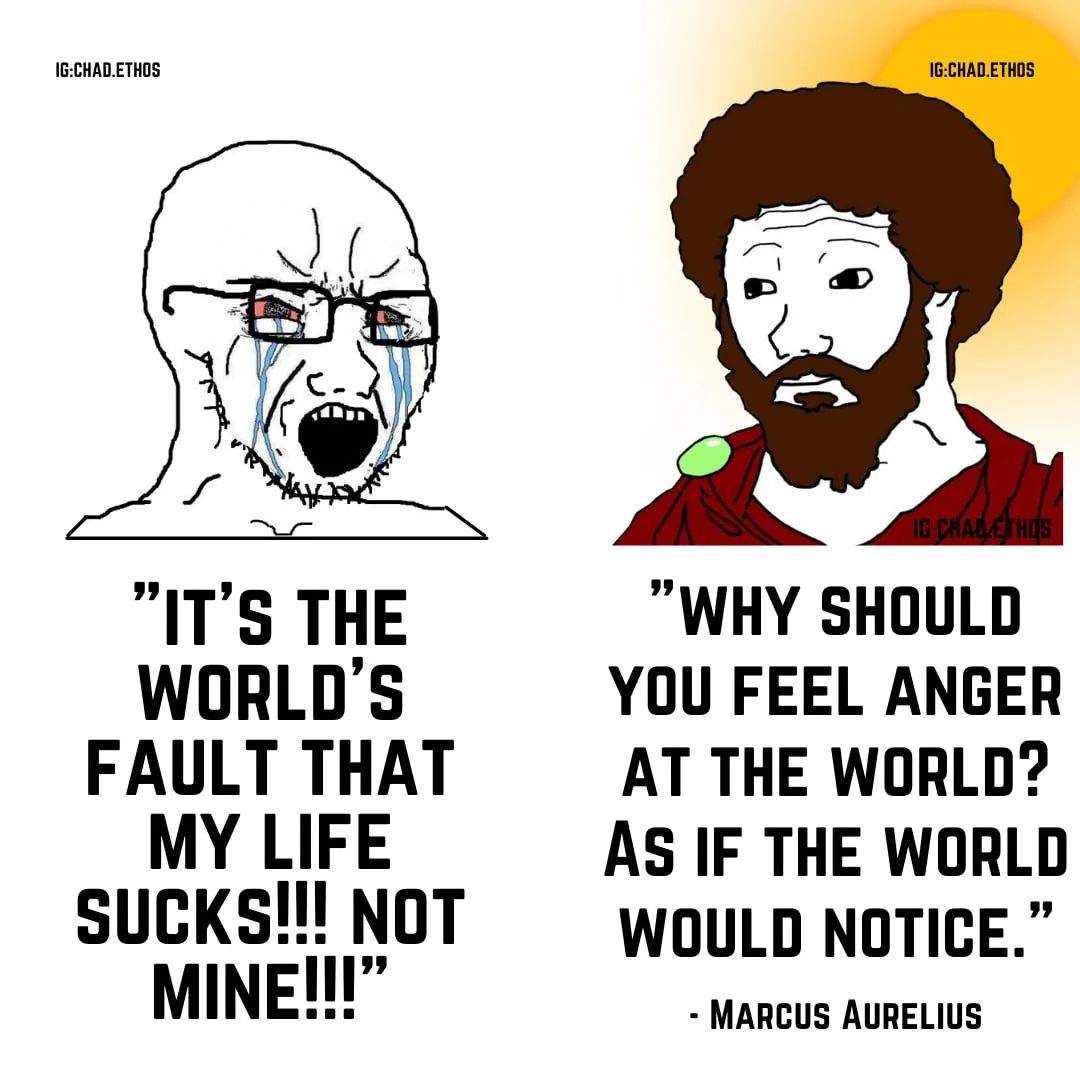 IG:CHAD.ETHOS
IG:CHAD.ETHOS
IG:CHAD.ETHOS
"IT'S THE
WORLD'S
FAULT THAT
MY LIFE
SUCKS!!! NOT
MINE!!!"
"WHY SHOULD
YOU FEEL ANGER
AT THE WORLD?
AS IF THE WORLD
WOULD NOTICE."
- MARCUS AURELIUS